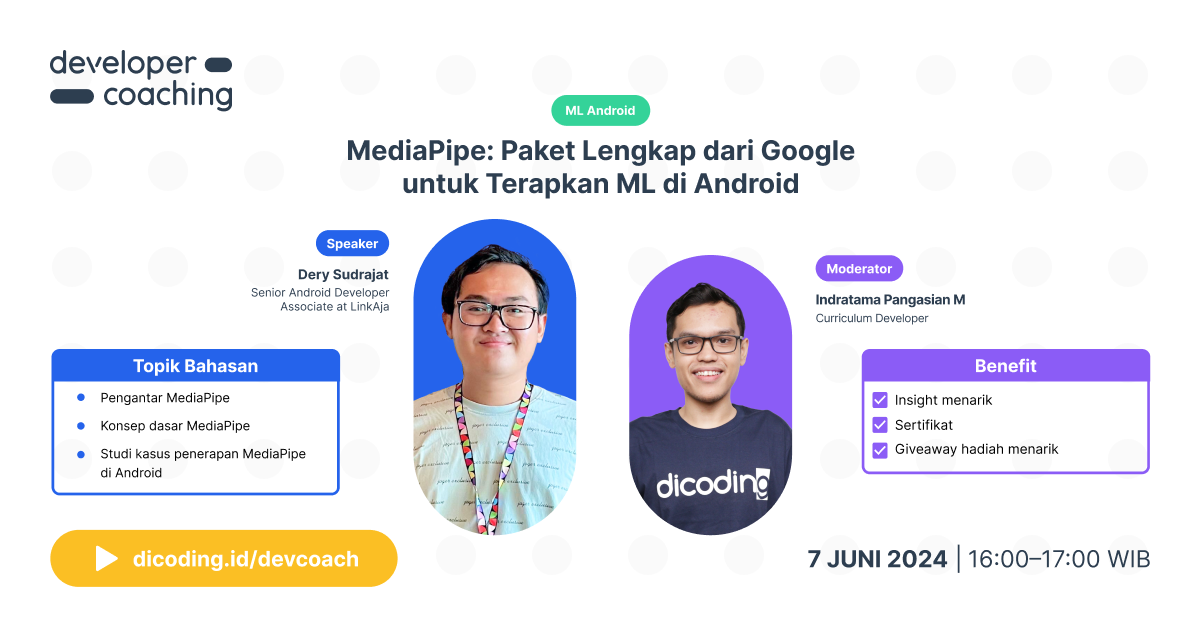 developer
coaching
ML Android
MediaPipe: Paket Lengkap dari Google
untuk Terapkan ML di Android
Speaker
Dery Sudrajat
Senior Android Developer
Associate at LinkAja
Moderator
Indratama Pangasian M
Curriculum Developer
Topik Bahasan
Pengantar MediaPipe
Konsep dasar MediaPipe
Studi kasus penerapan MediaPipe
di Android
Benefit
Insight menarik
Sertifikat
Giveaway hadiah menarik
dicoding
dicoding.id/devcoach
7 JUNI 2024 | 16:00–17:00 WIB